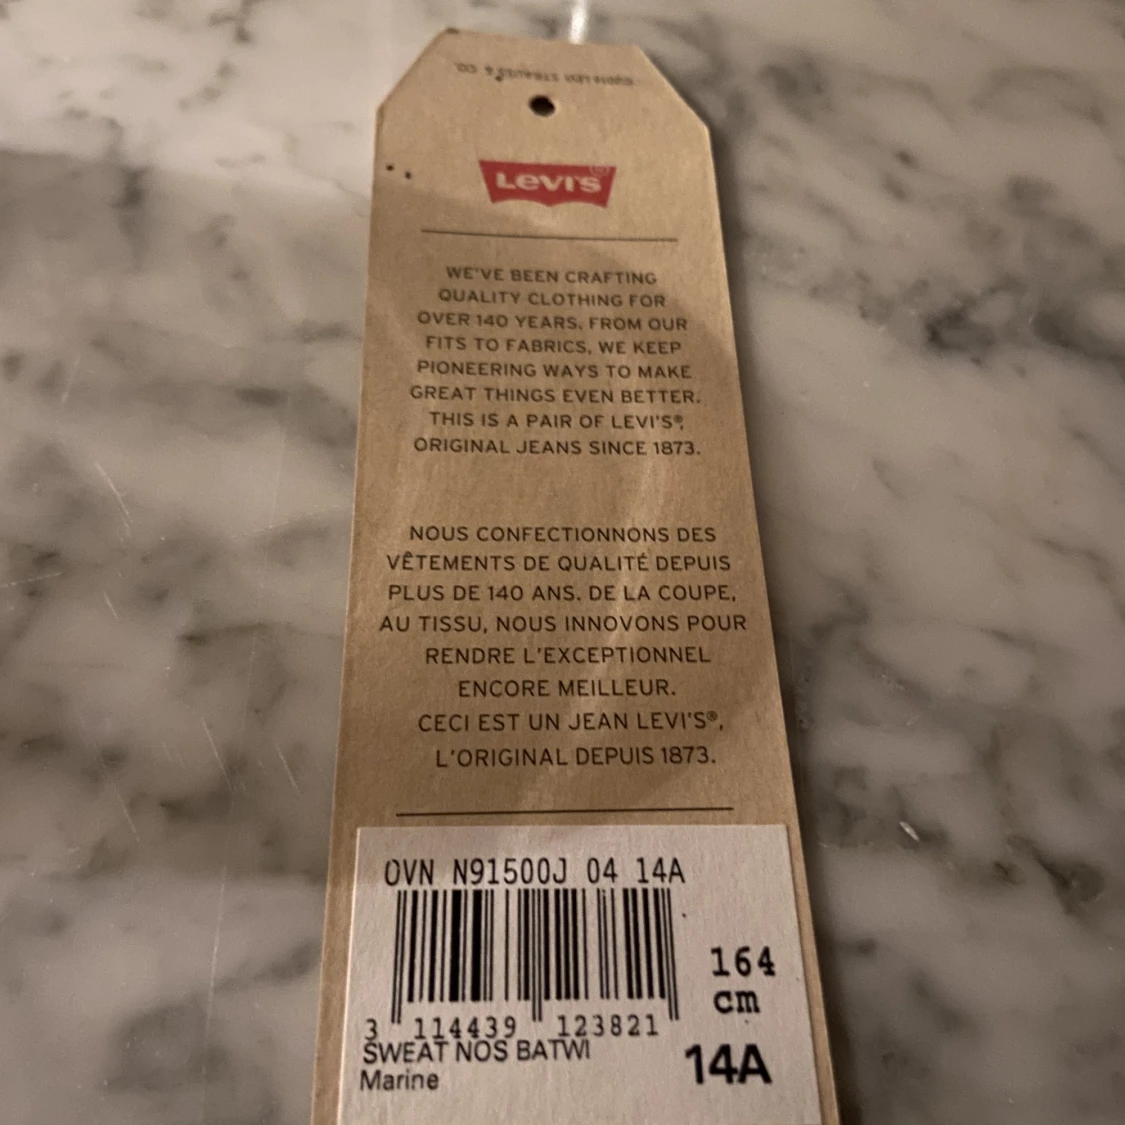 ©2014 LEVI STRAUSS & CO.
Levi's
WE'VE BEEN CRAFTING
QUALITY CLOTHING FOR
OVER 140 YEARS. FROM OUR
FITS TO FABRICS, WE KEEP
PIONEERING WAYS TO MAKE
GREAT THINGS EVEN BETTER.
THIS IS A PAIR OF LEVI'S®,
ORIGINAL JEANS SINCE 1873.
NOUS CONFECTIONNONS DES
VÊTEMENTS DE QUALITÉ DEPUIS
PLUS DE 140 ANS. DE LA COUPE,
AU TISSU, NOUS INNOVONS POUR
RENDRE L'EXCEPTIONNEL
ENCORE MEILLEUR.
CECI EST UN JEAN LEVI'S®,
L'ORIGINAL DEPUIS 1873.
OVN N91500J 04 14A
164
cm
3 114439 123821
SWEAT NOS BATWI
Marine
14A